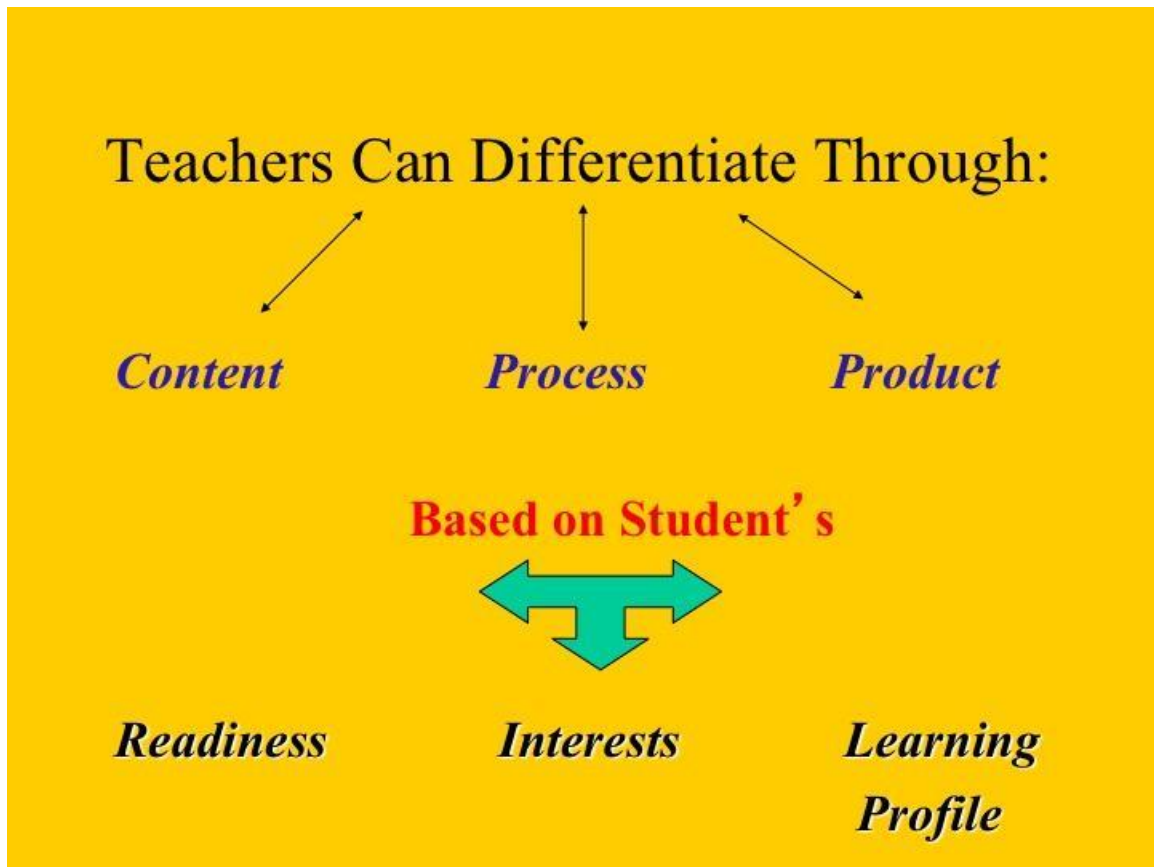 Teachers Can Differentiate Through:
Content Process Product
Based on Student’s
Readiness Interests Learning
Profile